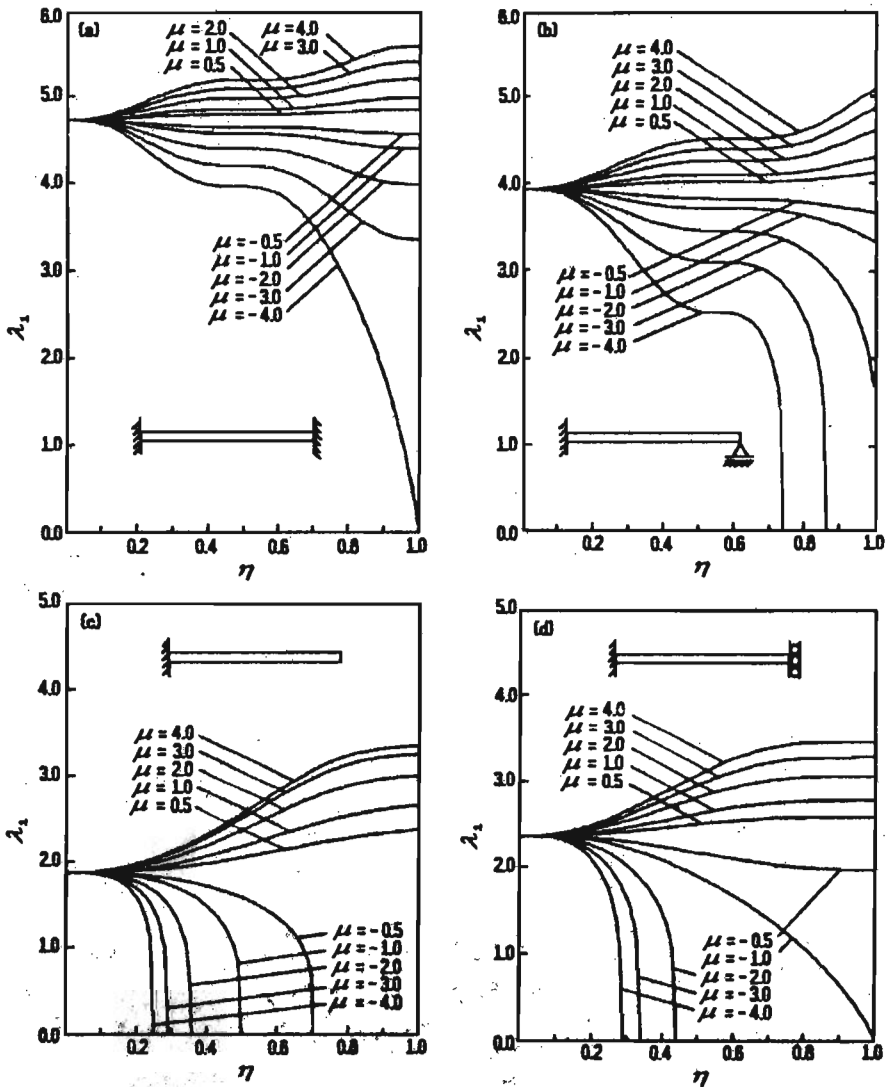 (a)
6.0
5.0
4.0
3.0
2.0
1.0
0.0
λ₁
μ = 2.0
μ = 1.0
μ = 0.5
μ = 4.0
μ = 3.0
μ = - 0.5
μ = - 1.0
μ = - 2.0
μ = - 3.0
μ = - 4.0
0.2 0.4 0.6 0.8 1.0
η
(b)
6.0
5.0
4.0
3.0
2.0
1.0
0.0
μ = 4.0
μ = 3.0
μ = 2.0
μ = 1.0
μ = 0.5
μ = - 0.5
μ = - 1.0
μ = - 2.0
μ = - 3.0
μ = - 4.0
0.2 0.4 0.6 0.8 1.0
η
(c)
5.0
4.0
3.0
2.0
1.0
0.0
λ₁
μ = 4.0
μ = 3.0
μ = 2.0
μ = 1.0
μ = 0.5
μ = - 0.5
μ = - 1.0
μ = - 2.0
μ = - 3.0
μ = - 4.0
0.2 0.4 0.6 0.8 1.0
η
(d)
5.0
4.0
3.0
2.0
1.0
0.0
λ₁
μ = 4.0
μ = 3.0
μ = 2.0
μ = 1.0
μ = 0.5
μ = - 0.5
μ = - 1.0
μ = - 2.0
μ = - 3.0
μ = - 4.0
0.2 0.4 0.6 0.8 1.0
η